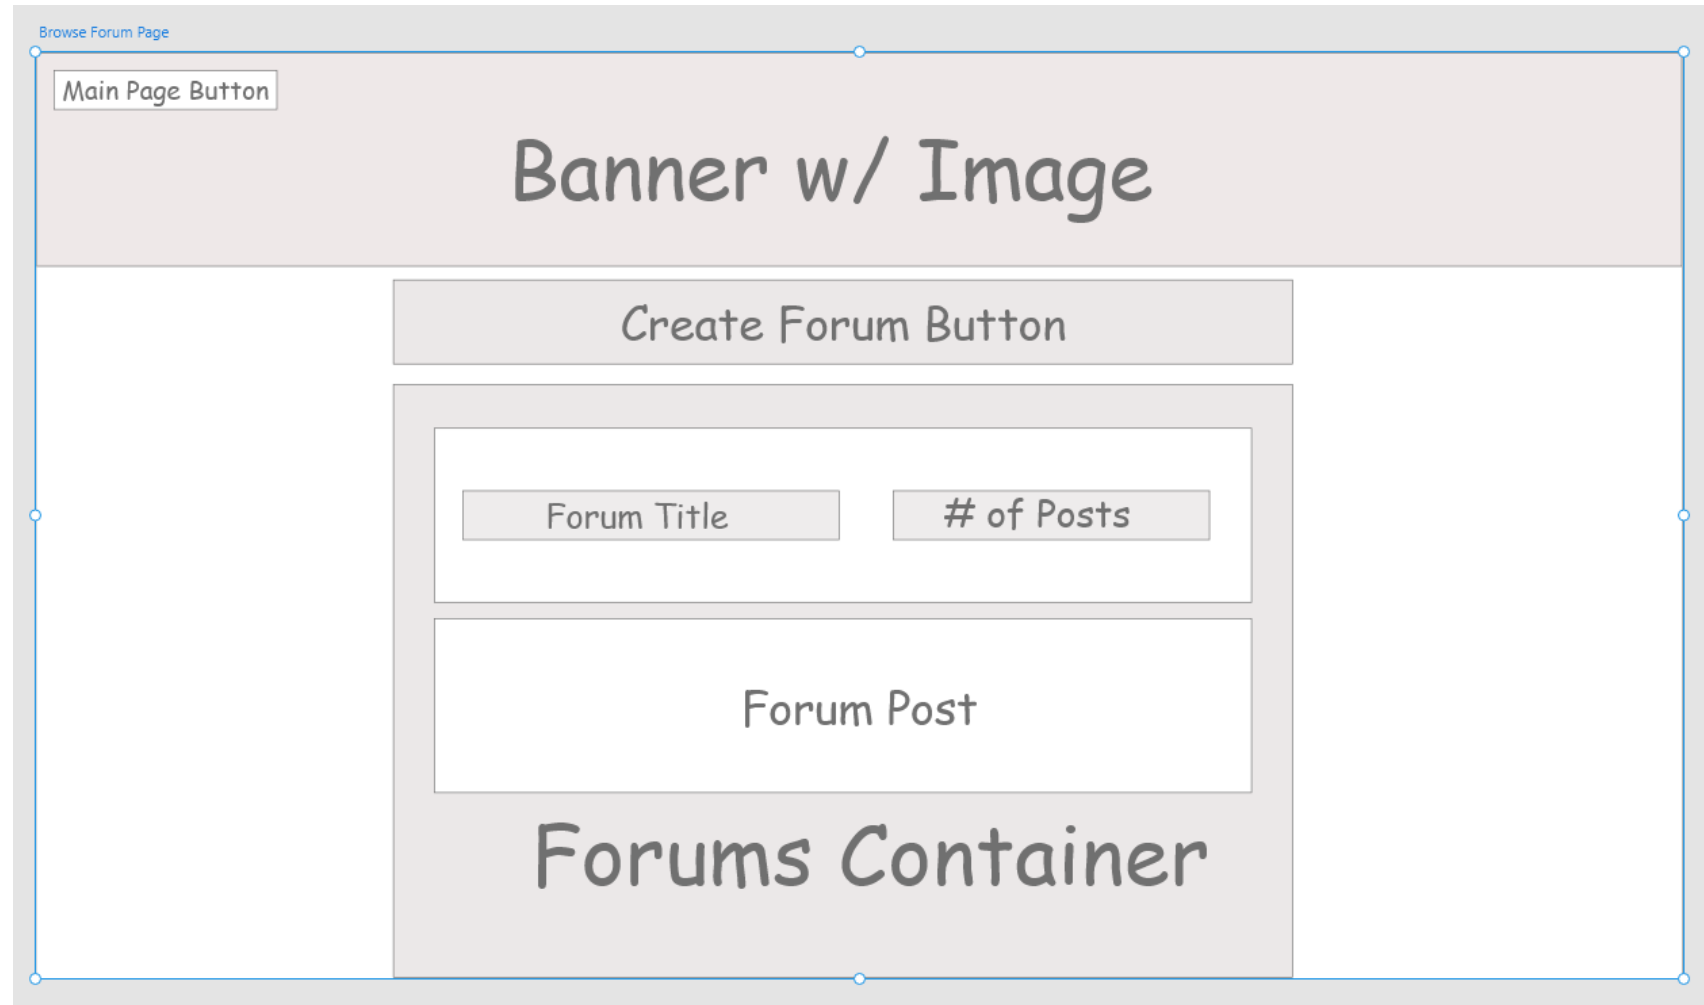 Browse Forum Page
Main Page Button
Banner w/ Image
Create Forum Button
Forum Title
# of Posts
Forum Post
Forums Container